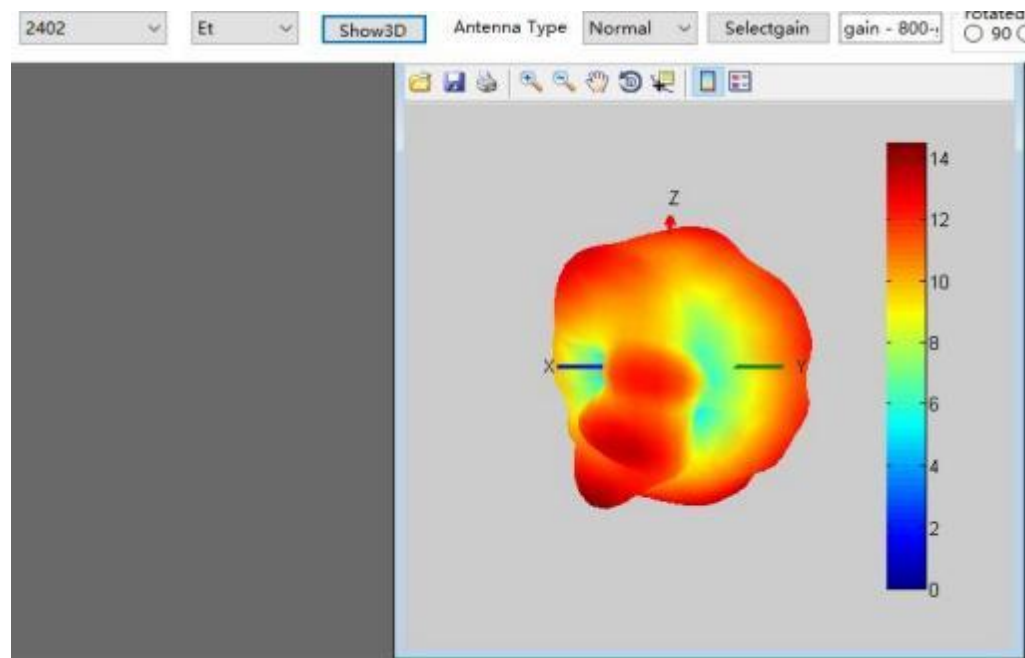 2402 Et Show3D Antenna Type Normal Selectgain gain - 800-
rotated
90
Z
X
Y
14
12
10
8
6
4
2
0